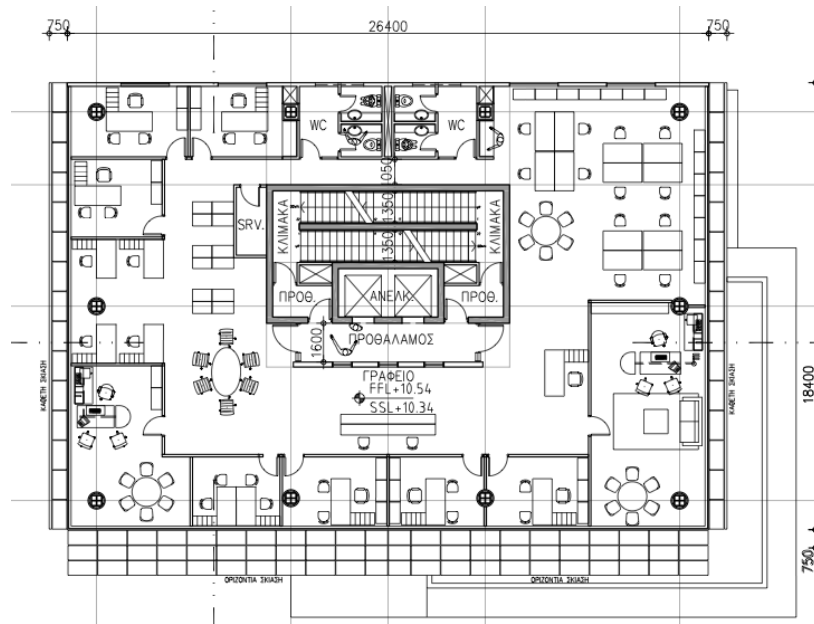 750
26400
750
WC
WC
1050
SRV.
ΚΛΙΜΑΚΑ
1350
1350
ΚΛΙΜΑΚΑ
ΠΡΟΘ.
ΑΝΕΛΚ.
ΠΡΟΘ.
1600
ΠΡΟΘΑΛΑΜΟΣ
ΓΡΑΦΕΙΟ
FFL+10.54
SSL+10.34
ΚΑΘΕΤΗ ΣΚΙΑΣΗ
ΚΑΘΕΤΗ ΣΚΙΑΣΗ
18400
750
ΟΡΙΖΟΝΤΙΑ ΣΚΙΑΣΗ
ΟΡΙΖΟΝΤΙΑ ΣΚΙΑΣΗ